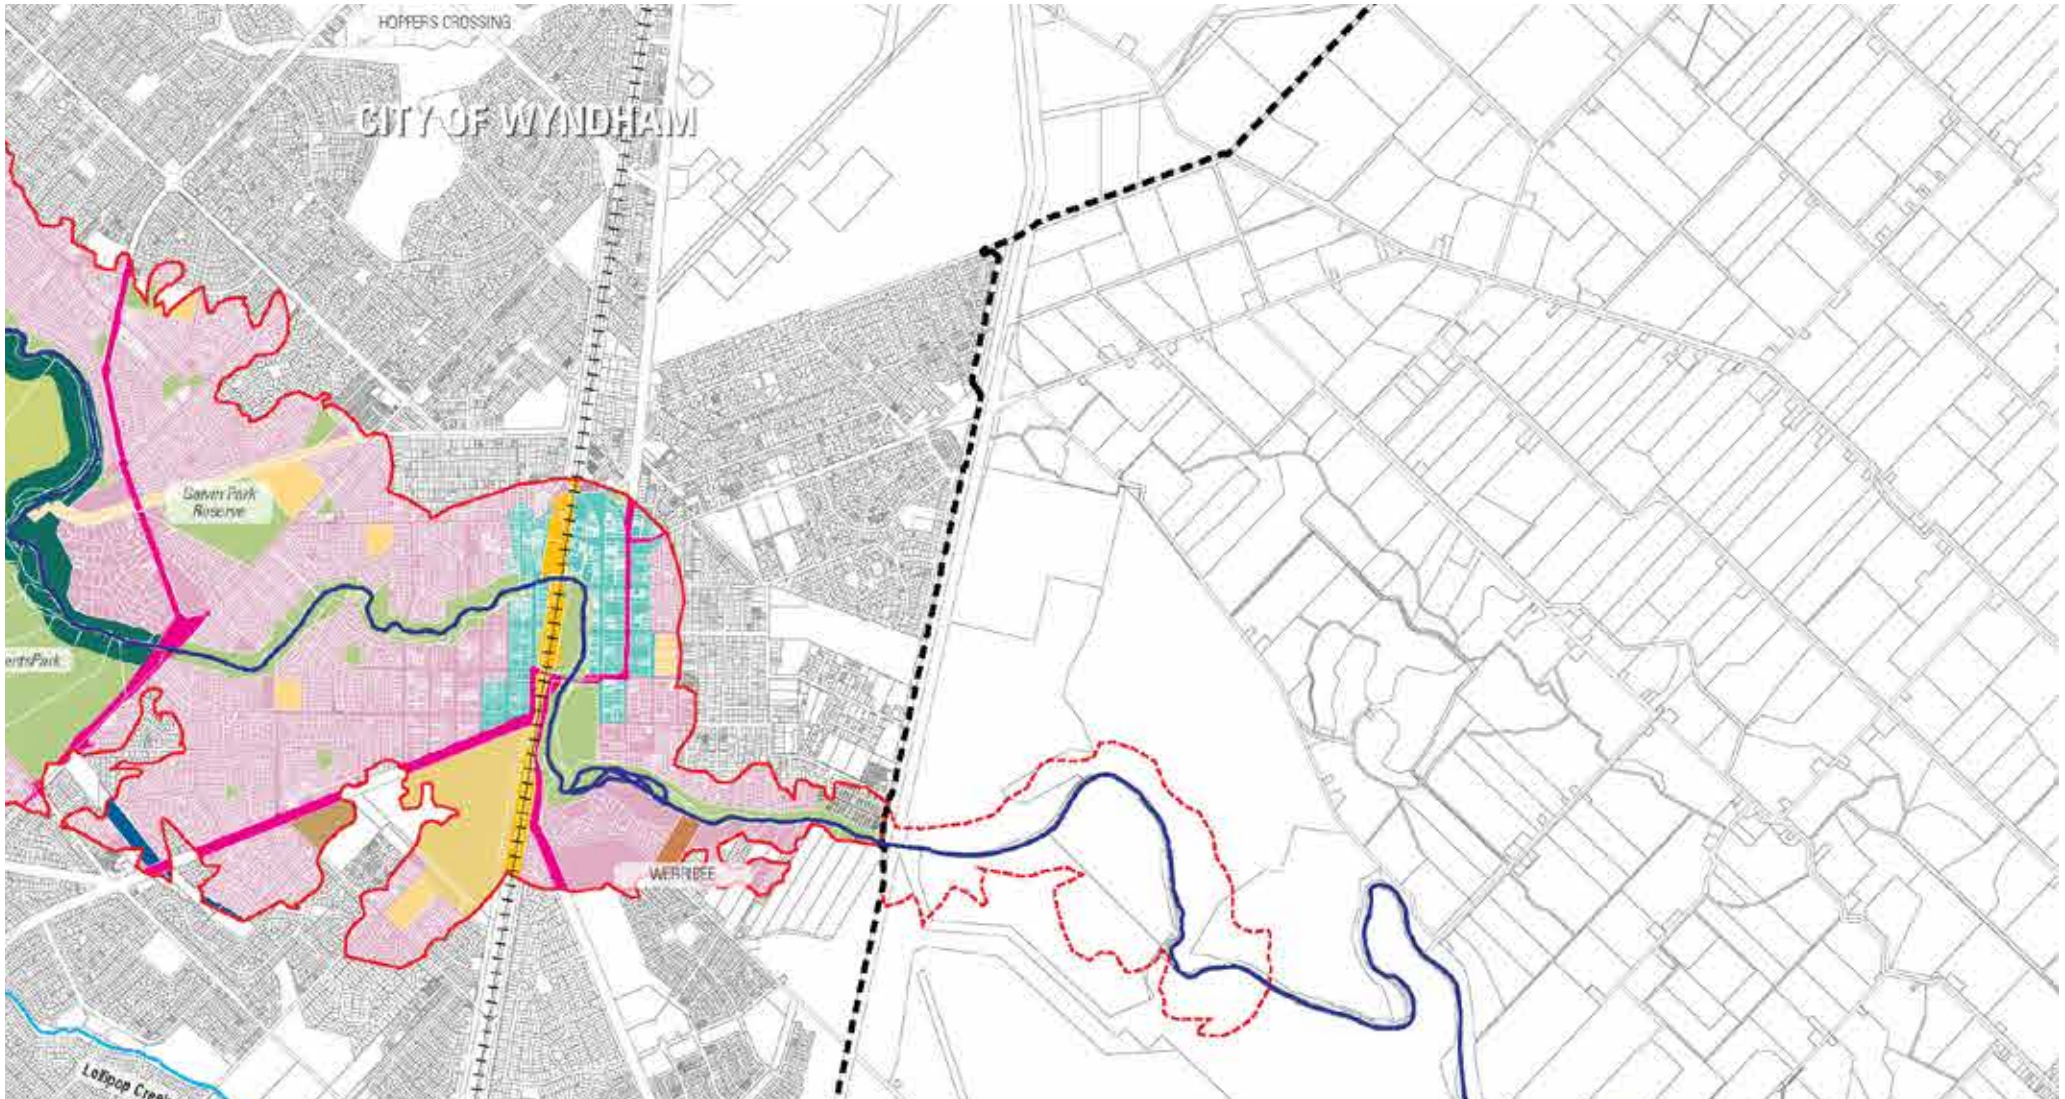 HOPPERS CROSSING
CITY OF WYNDHAM
Galvin Park
Reserve
WERRIBEE
Lollipop Creek